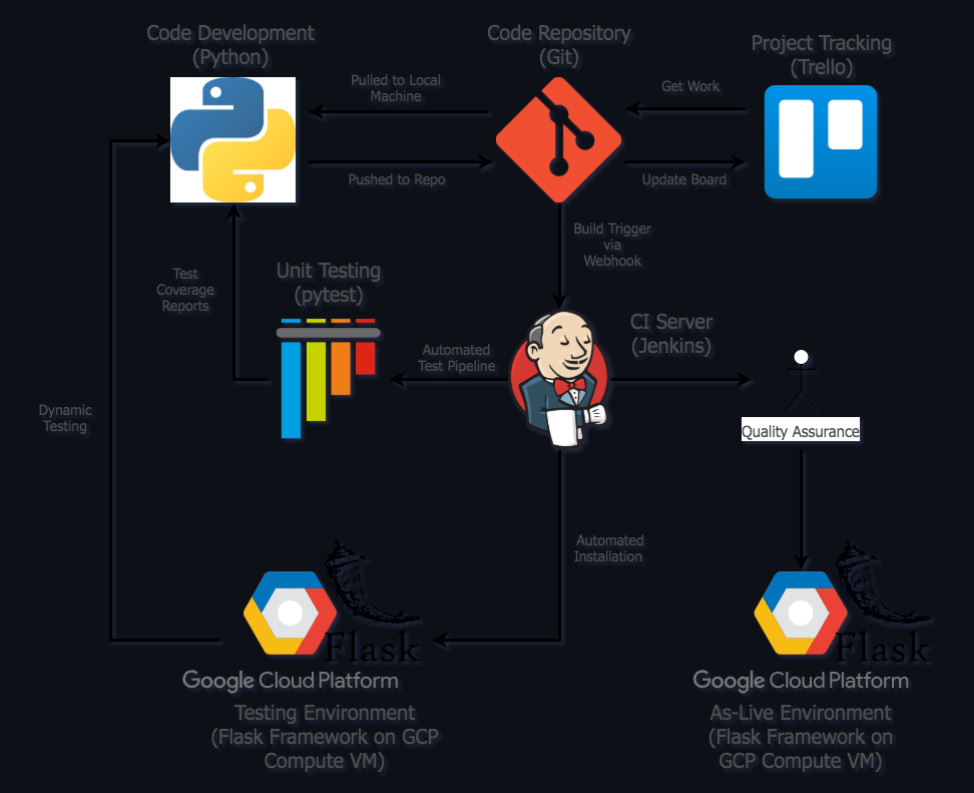 Code Development
(Python)
Code Repository
(Git)
Project Tracking
(Trello)
Pulled to Local
Machine
Get Work
Pushed to Repo
Update Board
Build Trigger
via
Webhook
Test
Coverage
Reports
Unit Testing
(pytest)
CI Server
(Jenkins)
Automated
Test Pipeline
Dynamic
Testing
Quality Assurance
Automated
Installation
Flask
Google Cloud Platform
Testing Environment
(Flask Framework on GCP
Compute VM)
Flask
Google Cloud Platform
As-Live Environment
(Flask Framework on
GCP Compute VM)